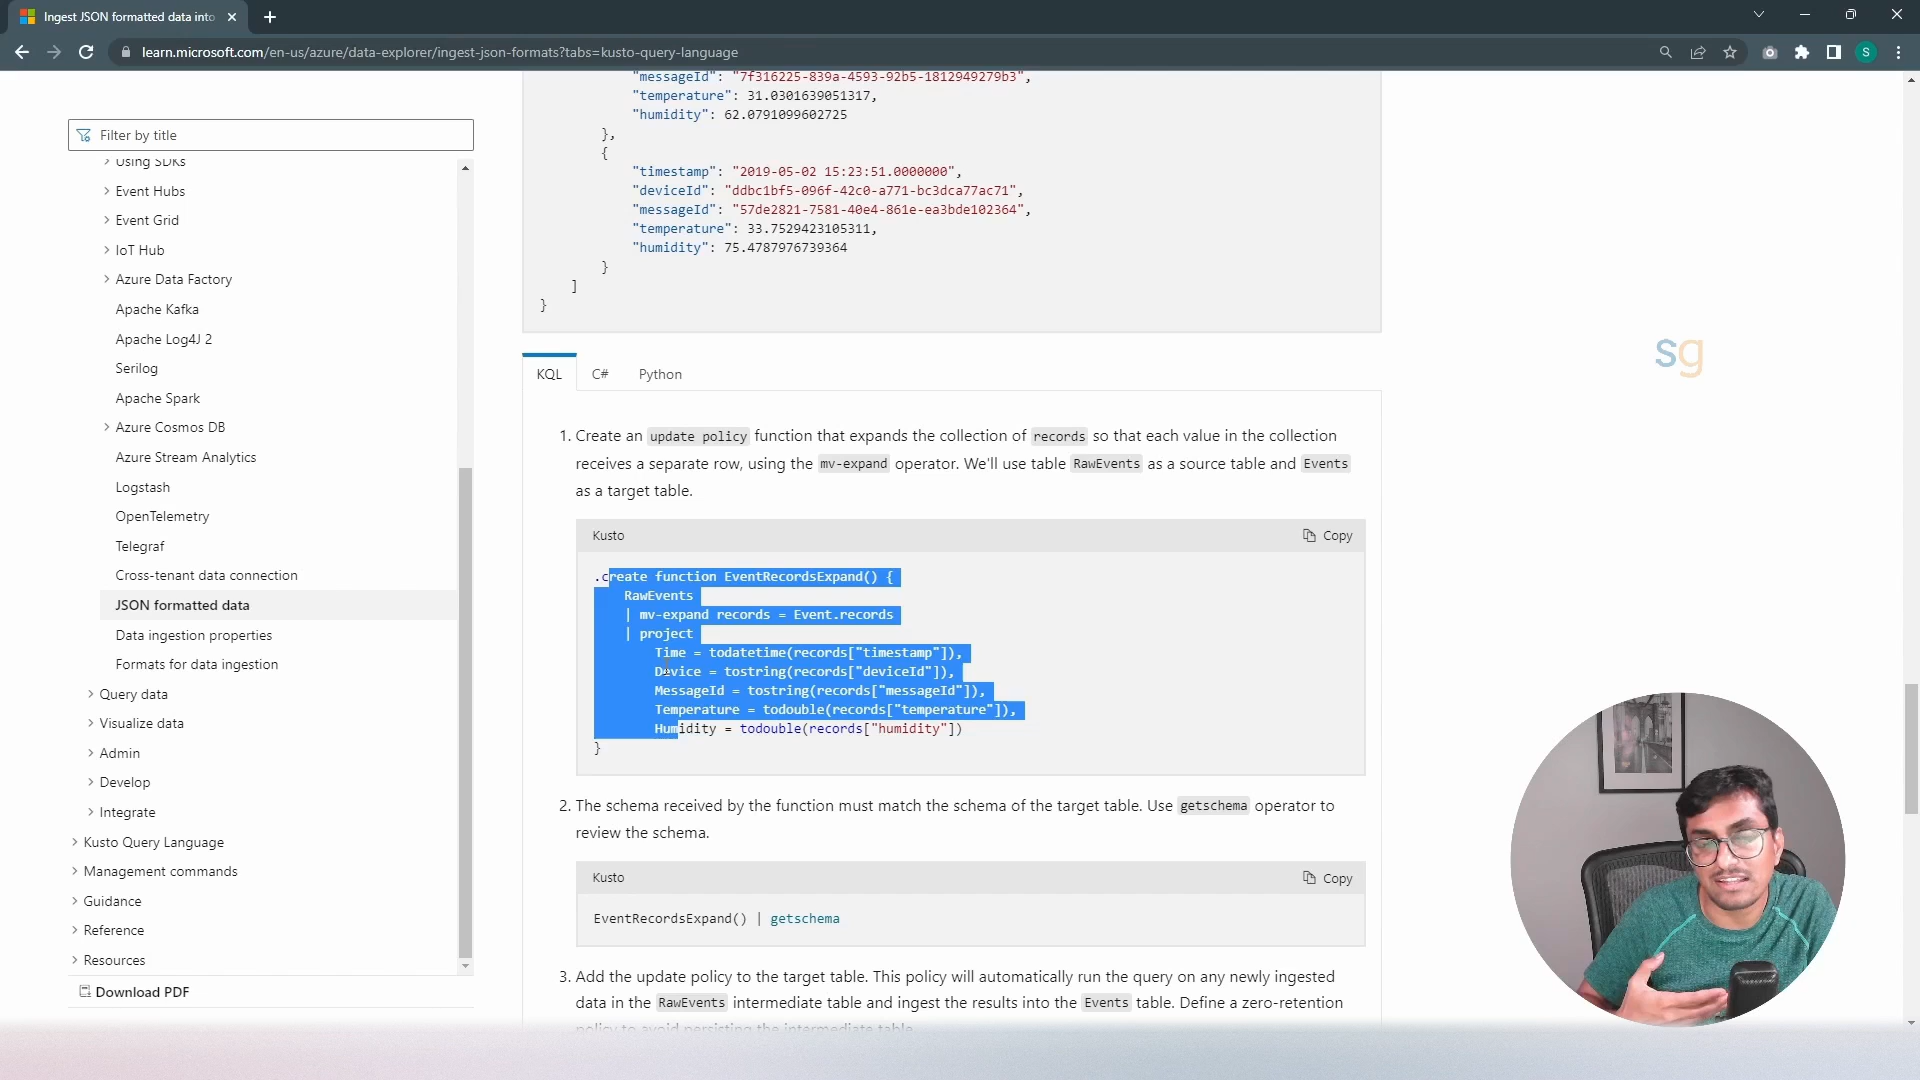 Ingest JSON formatted data into
learn.microsoft.com/en-us/azure/data-explorer/ingest-json-formats?tabs=kusto-query-language
S
Filter by title
Using SDKs
Event Hubs
Event Grid
IoT Hub
Azure Data Factory
Apache Kafka
Apache Log4J 2
Serilog
Apache Spark
Azure Cosmos DB
Azure Stream Analytics
Logstash
OpenTelemetry
Telegraf
Cross-tenant data connection
JSON formatted data
Data ingestion properties
Formats for data ingestion
Query data
Visualize data
Admin
Develop
Integrate
Kusto Query Language
Management commands
Guidance
Reference
Resources
Download PDF
"messageId": "7f316225-839a-4593-92b5-1812949279b3",
"temperature": 31.0301639051317,
"humidity": 62.0791099602725
},
{
"timestamp": "2019-05-02 15:23:51.0000000",
"deviceId": "ddbc1bf5-096f-42c0-a771-bc3dca77ac71",
"messageId": "57de2821-7581-40e4-861e-ea3bde102364",
"temperature": 33.7529423105311,
"humidity": 75.4787976739364
}
]
}
KQL C# Python
1. Create an update policy function that expands the collection of records so that each value in the collection
receives a separate row, using the mv-expand operator. We'll use table RawEvents as a source table and Events
as a target table.
Kusto Copy
.create function EventRecordsExpand() {
RawEvents
| mv-expand records = Event.records
| project
Time = todatetime(records["timestamp"]),
Device = tostring(records["deviceId"]),
MessageId = tostring(records["messageId"]),
Temperature = todouble(records["temperature"]),
Humidity = todouble(records["humidity"])
}
2. The schema received by the function must match the schema of the target table. Use getschema operator to
review the schema.
Kusto Copy
EventRecordsExpand() | getschema
3. Add the update policy to the target table. This policy will automatically run the query on any newly ingested
data in the RawEvents intermediate table and ingest the results into the Events table. Define a zero-retention
policy to avoid persisting the intermediate table.
sg